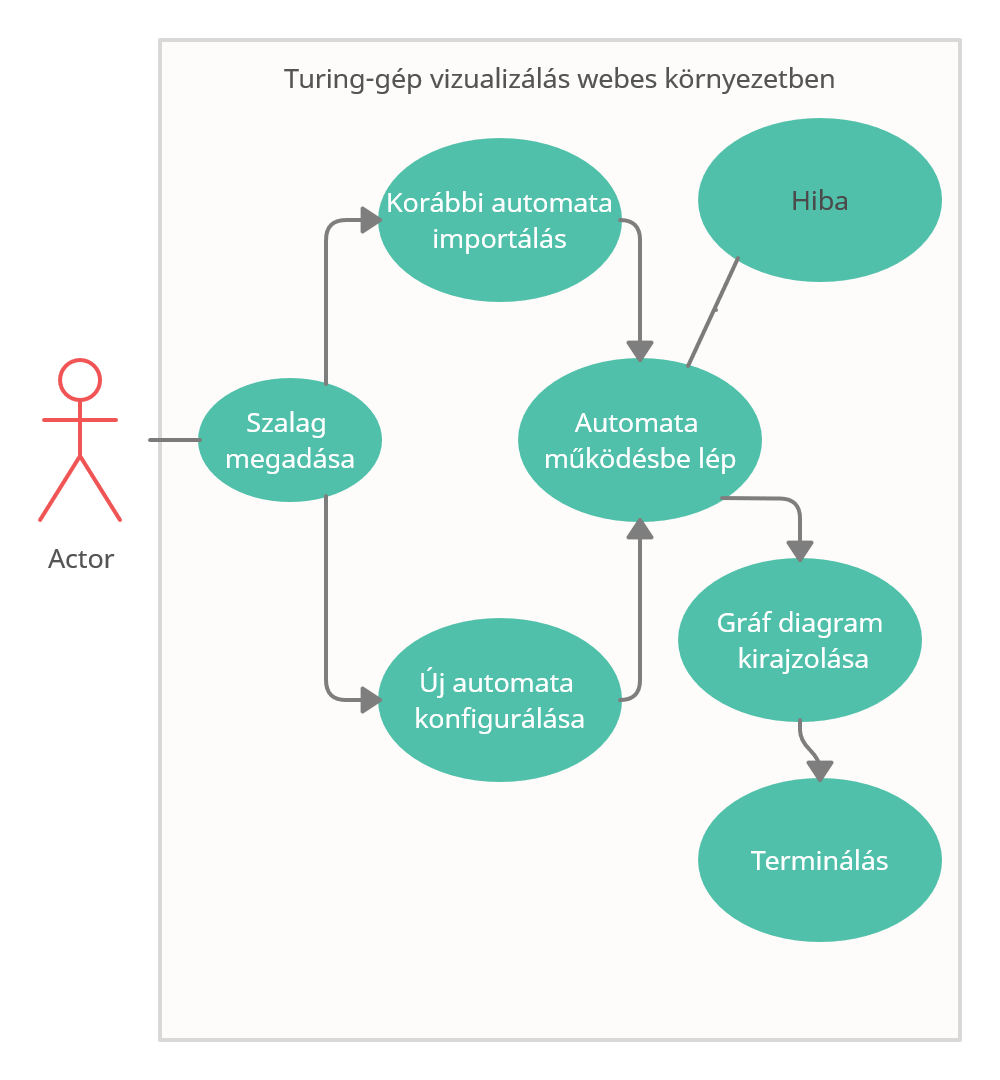 Turing-gép vizualizálás webes környezetben
Korábbi automata
importálás
Hiba
Szalag
megadása
Automata
működésbe lép
Actor
Gráf diagram
kirajzolása
Új automata
konfigurálása
Terminálás